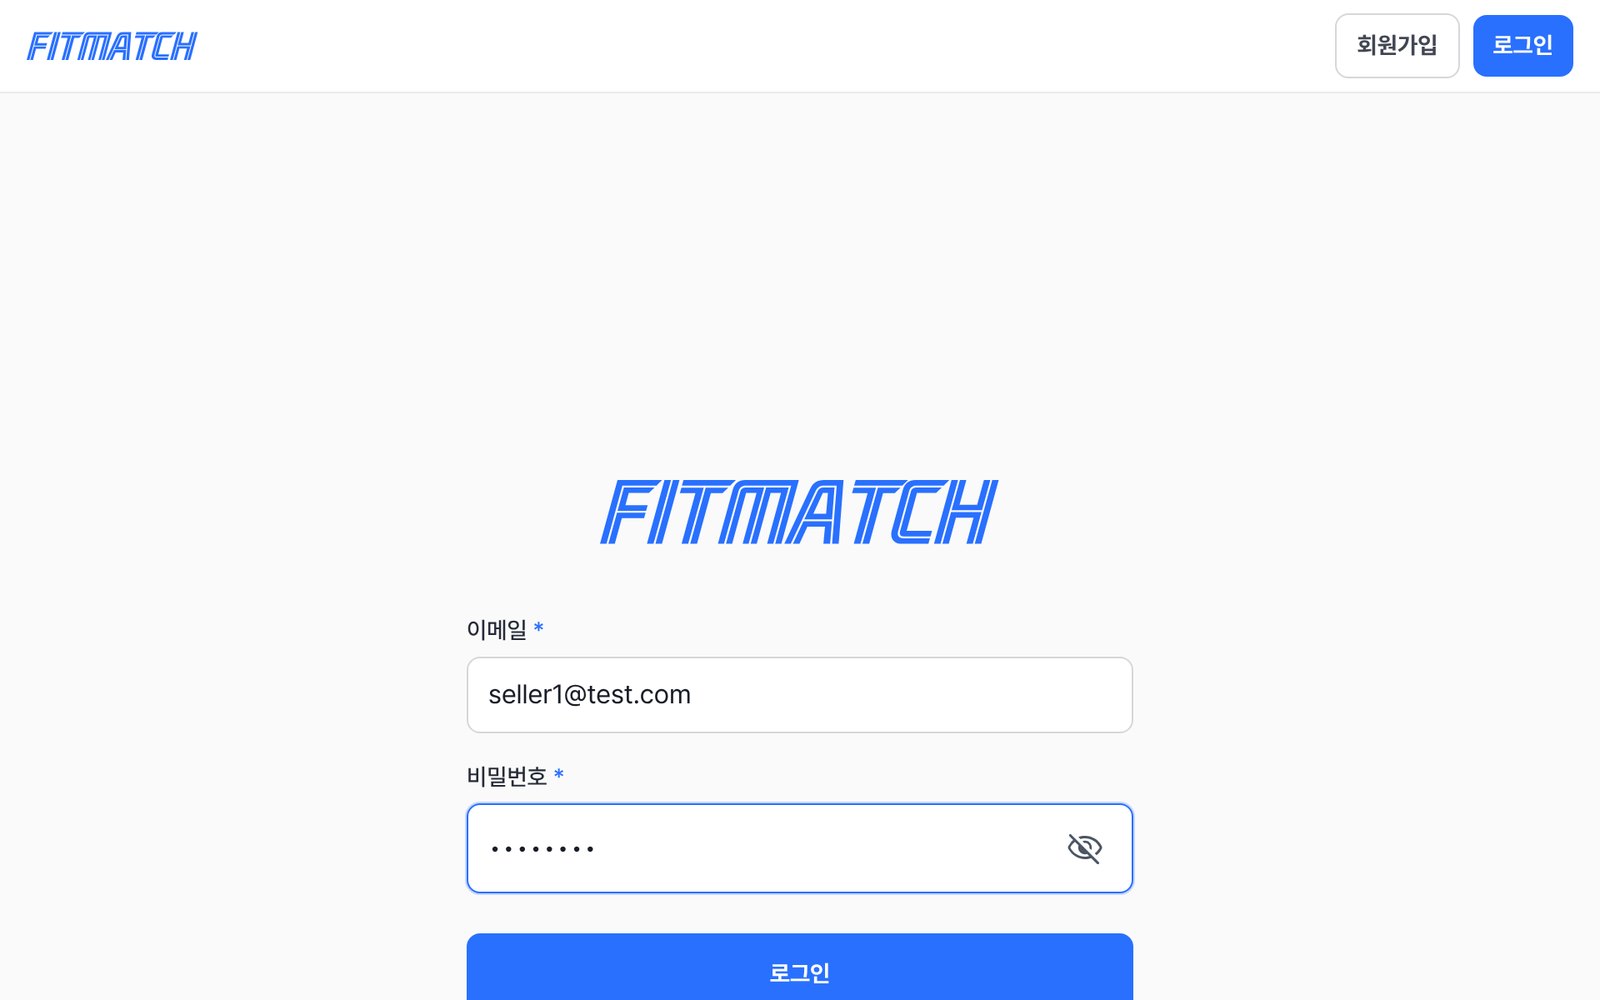 FITMATCH
회원가입
로그인
FITMATCH
이메일 *
seller1@test.com
비밀번호 *
••••••••
로그인